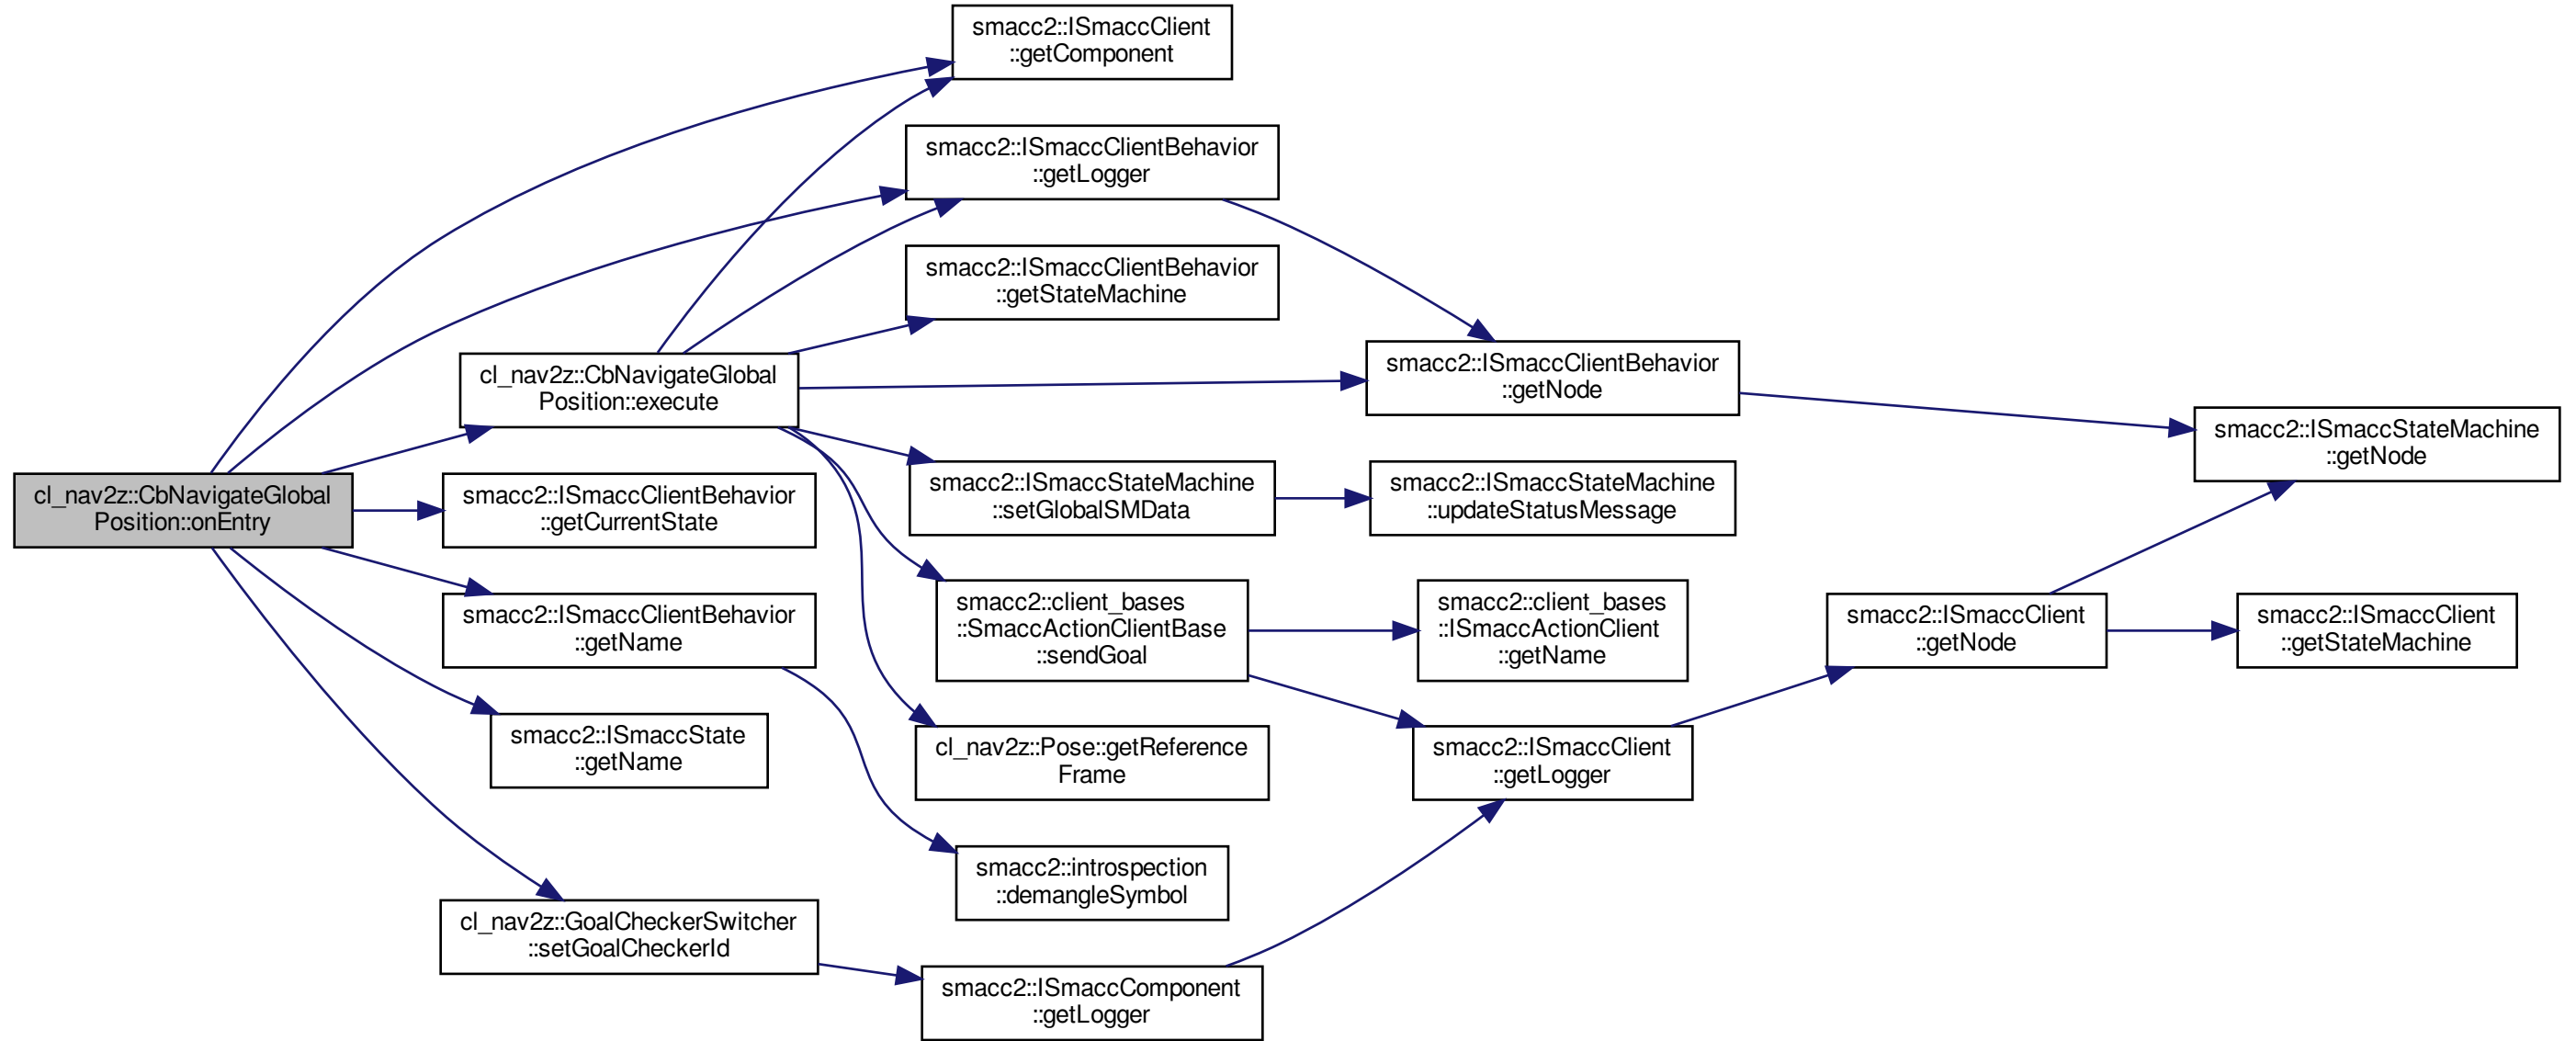 smacc2::ISmaccClient
::getComponent
smacc2::ISmaccClientBehavior
::getLogger
smacc2::ISmaccClientBehavior
::getStateMachine
cl_nav2z::CbNavigateGlobal
Position::execute
smacc2::ISmaccClientBehavior
::getNode
smacc2::ISmaccStateMachine
::getNode
cl_nav2z::CbNavigateGlobal
Position::onEntry
smacc2::ISmaccClientBehavior
::getCurrentState
smacc2::ISmaccStateMachine
::setGlobalSMData
smacc2::ISmaccStateMachine
::updateStatusMessage
smacc2::ISmaccClientBehavior
::getName
smacc2::client_bases
::SmaccActionClientBase
::sendGoal
smacc2::client_bases
::ISmaccActionClient
::getName
smacc2::ISmaccClient
::getNode
smacc2::ISmaccClient
::getStateMachine
smacc2::ISmaccState
::getName
cl_nav2z::Pose::getReference
Frame
smacc2::ISmaccClient
::getLogger
smacc2::introspection
::demangleSymbol
cl_nav2z::GoalCheckerSwitcher
::setGoalCheckerId
smacc2::ISmaccComponent
::getLogger